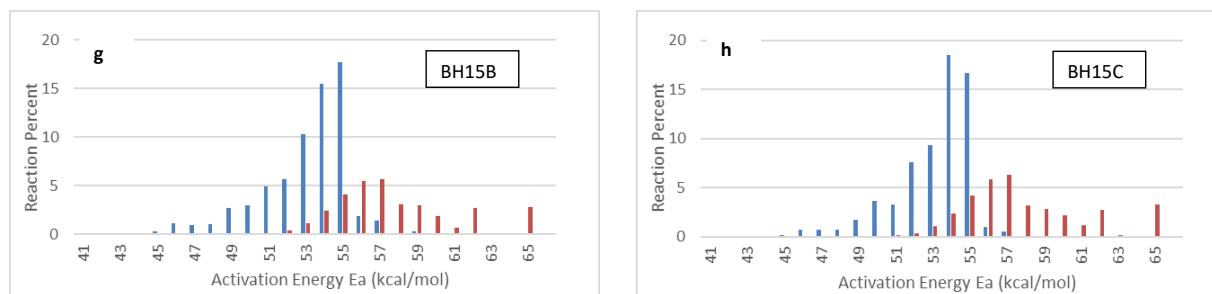 g
BH15B
20
15
10
5
0
Reaction Percent
41 43 45 47 49 51 53 55 57 59 61 63 65
Activation Energy Ea (kcal/mol)
h
BH15C
20
15
10
5
0
Reaction Percent
41 43 45 47 49 51 53 55 57 59 61 63 65
Activation Energy Ea (kcal/mol)